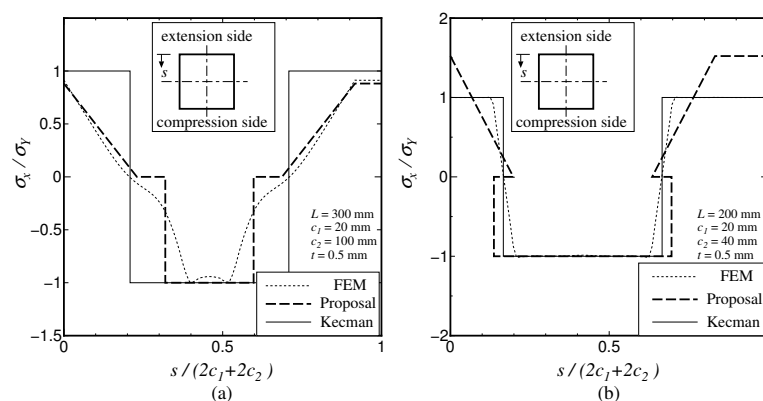 extension side
s
compression side
1
0.5
0
−0.5
−1
−1.5
σx / σY
L = 300 mm
c1 = 20 mm
c2 = 100 mm
t = 0.5 mm
FEM
Proposal
Kecman
0 0.5 1
s / (2c1+2c2)
(a)
extension side
s
compression side
2
1
0
−1
−2
σx / σY
L = 200 mm
c1 = 20 mm
c2 = 40 mm
t = 0.5 mm
FEM
Proposal
Kecman
0 0.5
s / (2c1+2c2)
(b)